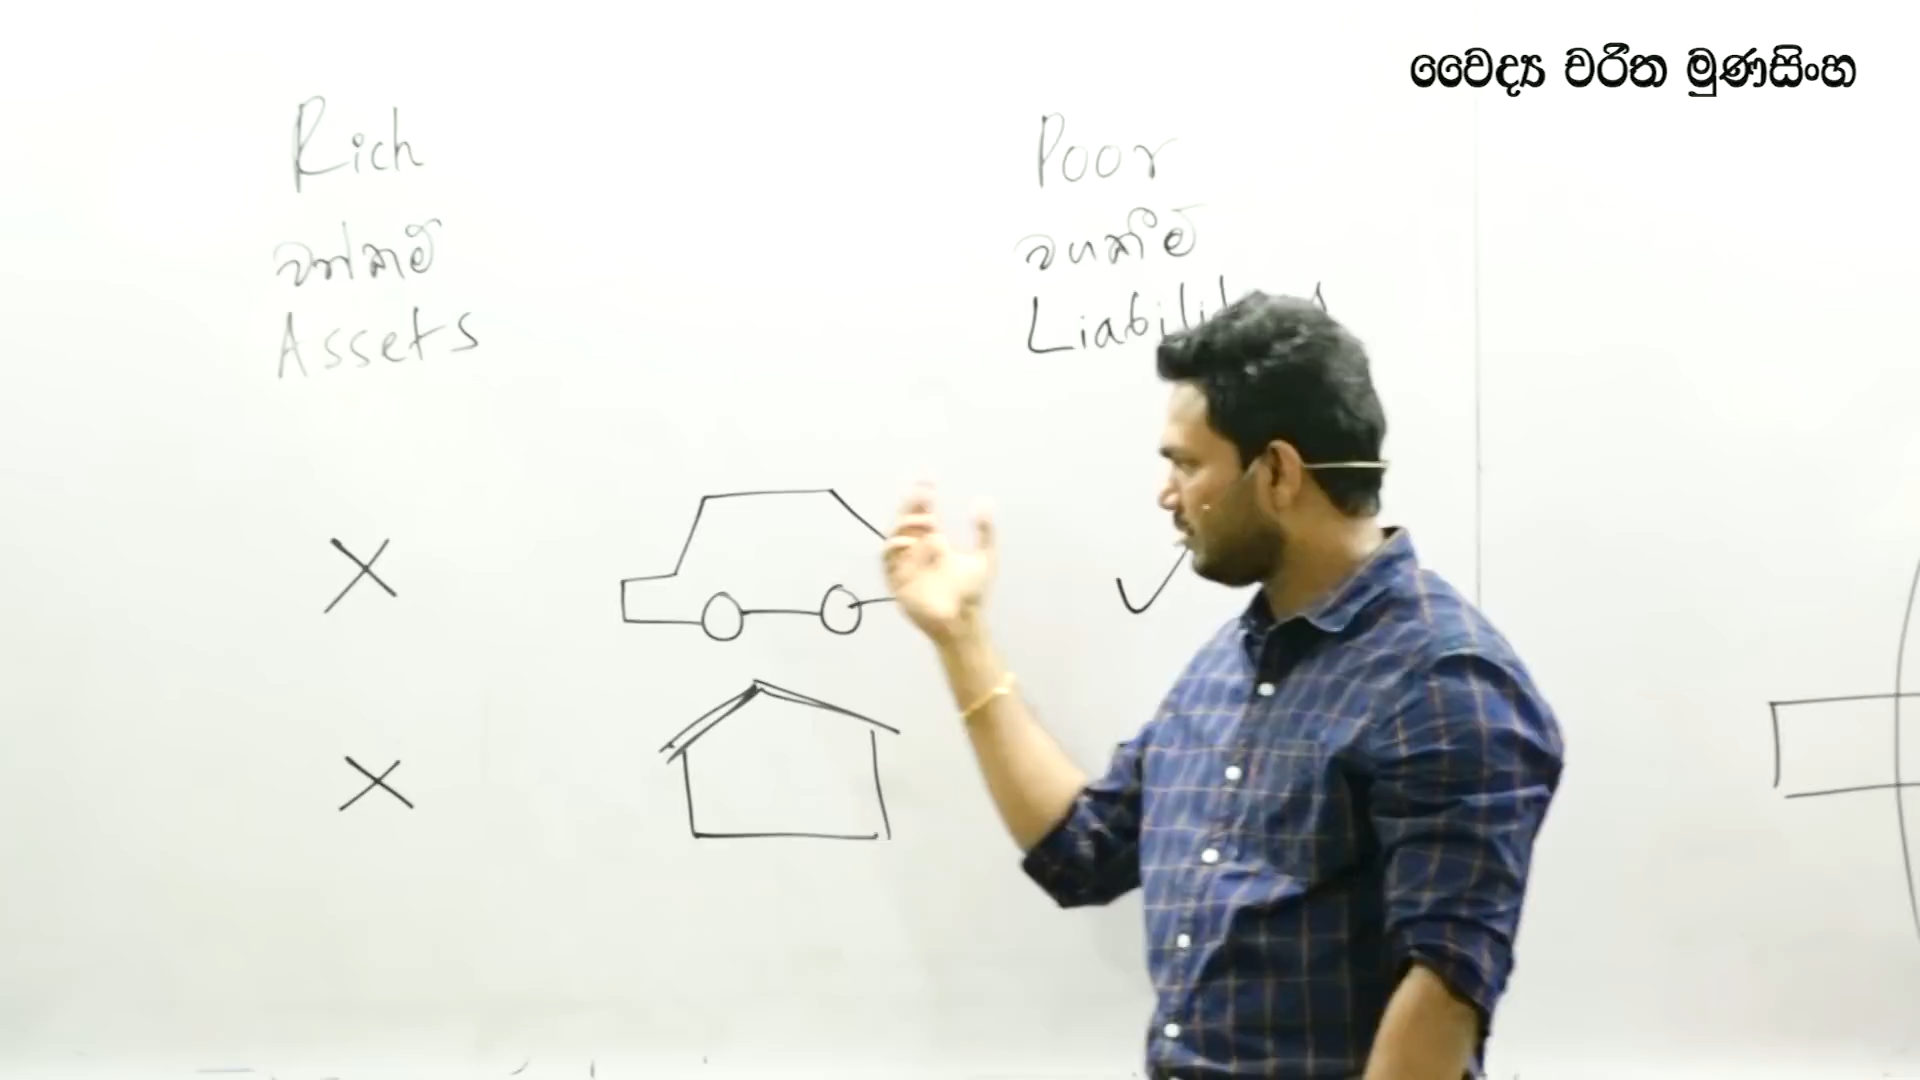 වෛද්‍ය චරිත මුණසිංහ
Rich
වත්කම්
Assets
Poor
වගකීම්